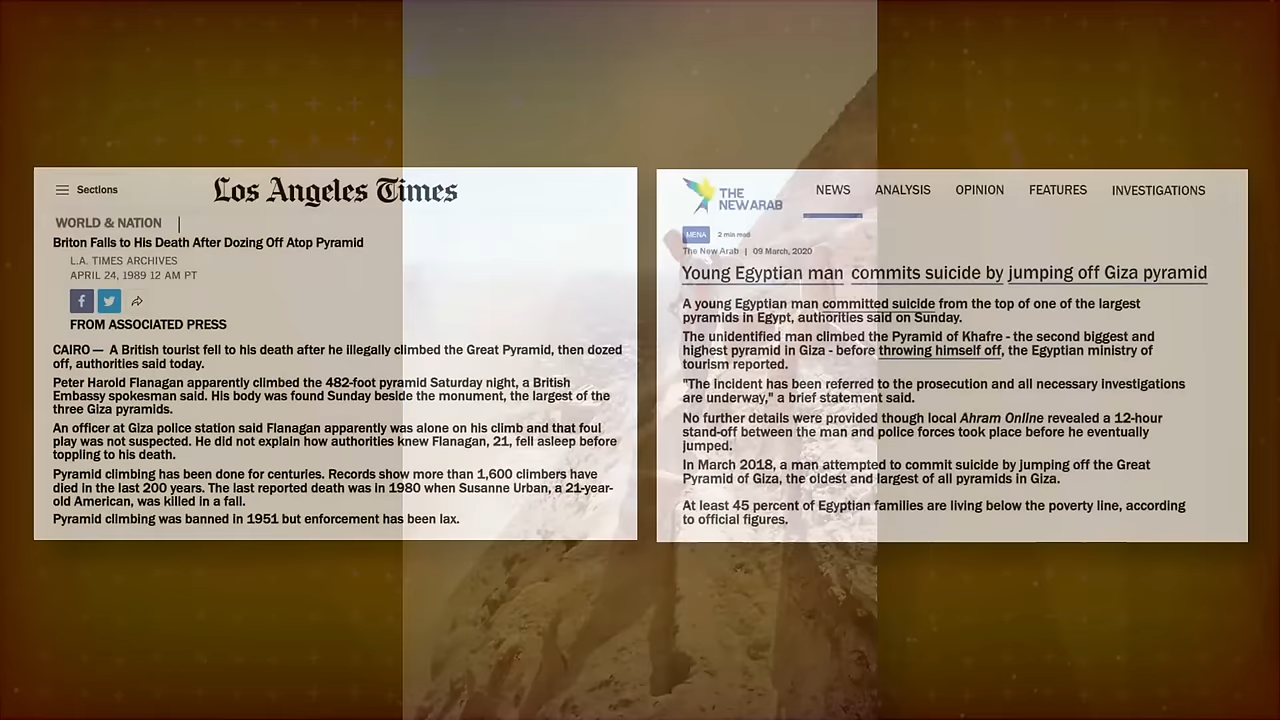 Sections
Los Angeles Times
WORLD & NATION
Briton Falls to His Death After Dozing Off Atop Pyramid
L.A. TIMES ARCHIVES
APRIL 24, 1989 12 AM PT
FROM ASSOCIATED PRESS
CAIRO — A British tourist fell to his death after he illegally climbed the Great Pyramid, then dozed
off, authorities said today.
Peter Harold Flanagan apparently climbed the 482-foot pyramid Saturday night, a British
Embassy spokesman said. His body was found Sunday beside the monument, the largest of the
three Giza pyramids.
An officer at Giza police station said Flanagan apparently was alone on his climb and that foul
play was not suspected. He did not explain how authorities knew Flanagan, 21, fell asleep before
toppling to his death.
Pyramid climbing has been done for centuries. Records show more than 1,600 climbers have
died in the last 200 years. The last reported death was in 1980 when Susanne Urban, a 21-year-
old American, was killed in a fall.
Pyramid climbing was banned in 1951 but enforcement has been lax.
THE
NEW ARAB
NEWS ANALYSIS OPINION FEATURES INVESTIGATIONS
MENA 2 min read
The New Arab | 09 March, 2020
Young Egyptian man commits suicide by jumping off Giza pyramid
A young Egyptian man committed suicide from the top of one of the largest
pyramids in Egypt, authorities said on Sunday.
The unidentified man climbed the Pyramid of Khafre - the second biggest and
highest pyramid in Giza - before throwing himself off, the Egyptian ministry of
tourism reported.
"The incident has been referred to the prosecution and all necessary investigations
are underway," a brief statement said.
No further details were provided though local Ahram Online revealed a 12-hour
stand-off between the man and police forces took place before he eventually
jumped.
In March 2018, a man attempted to commit suicide by jumping off the Great
Pyramid of Giza, the oldest and largest of all pyramids in Giza.
At least 45 percent of Egyptian families are living below the poverty line, according
to official figures.